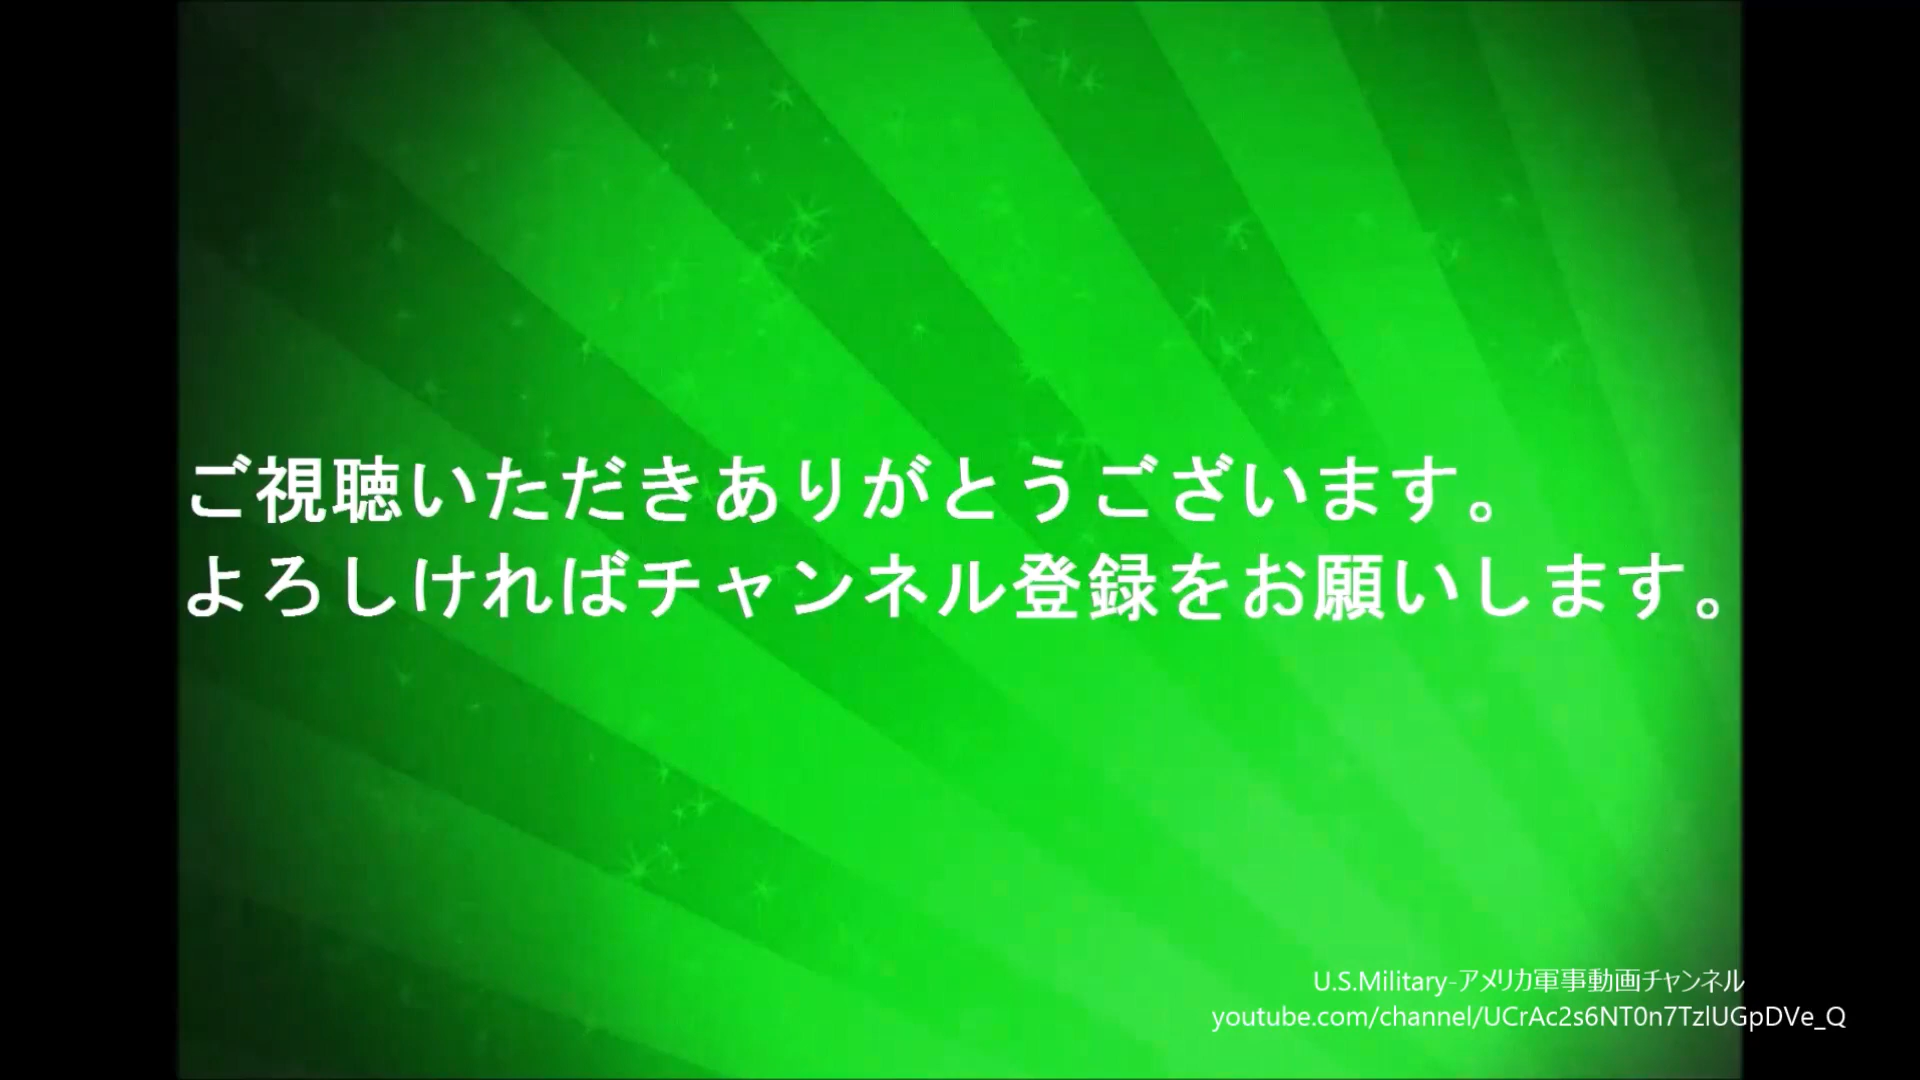 ご視聴いただきありがとうございます。
よろしければチャンネル登録をお願いします。
U.S.Military-アメリカ軍事動画チャンネル
youtube.com/channel/UCrAc2s6NT0n7TzlUGpDVe_Q